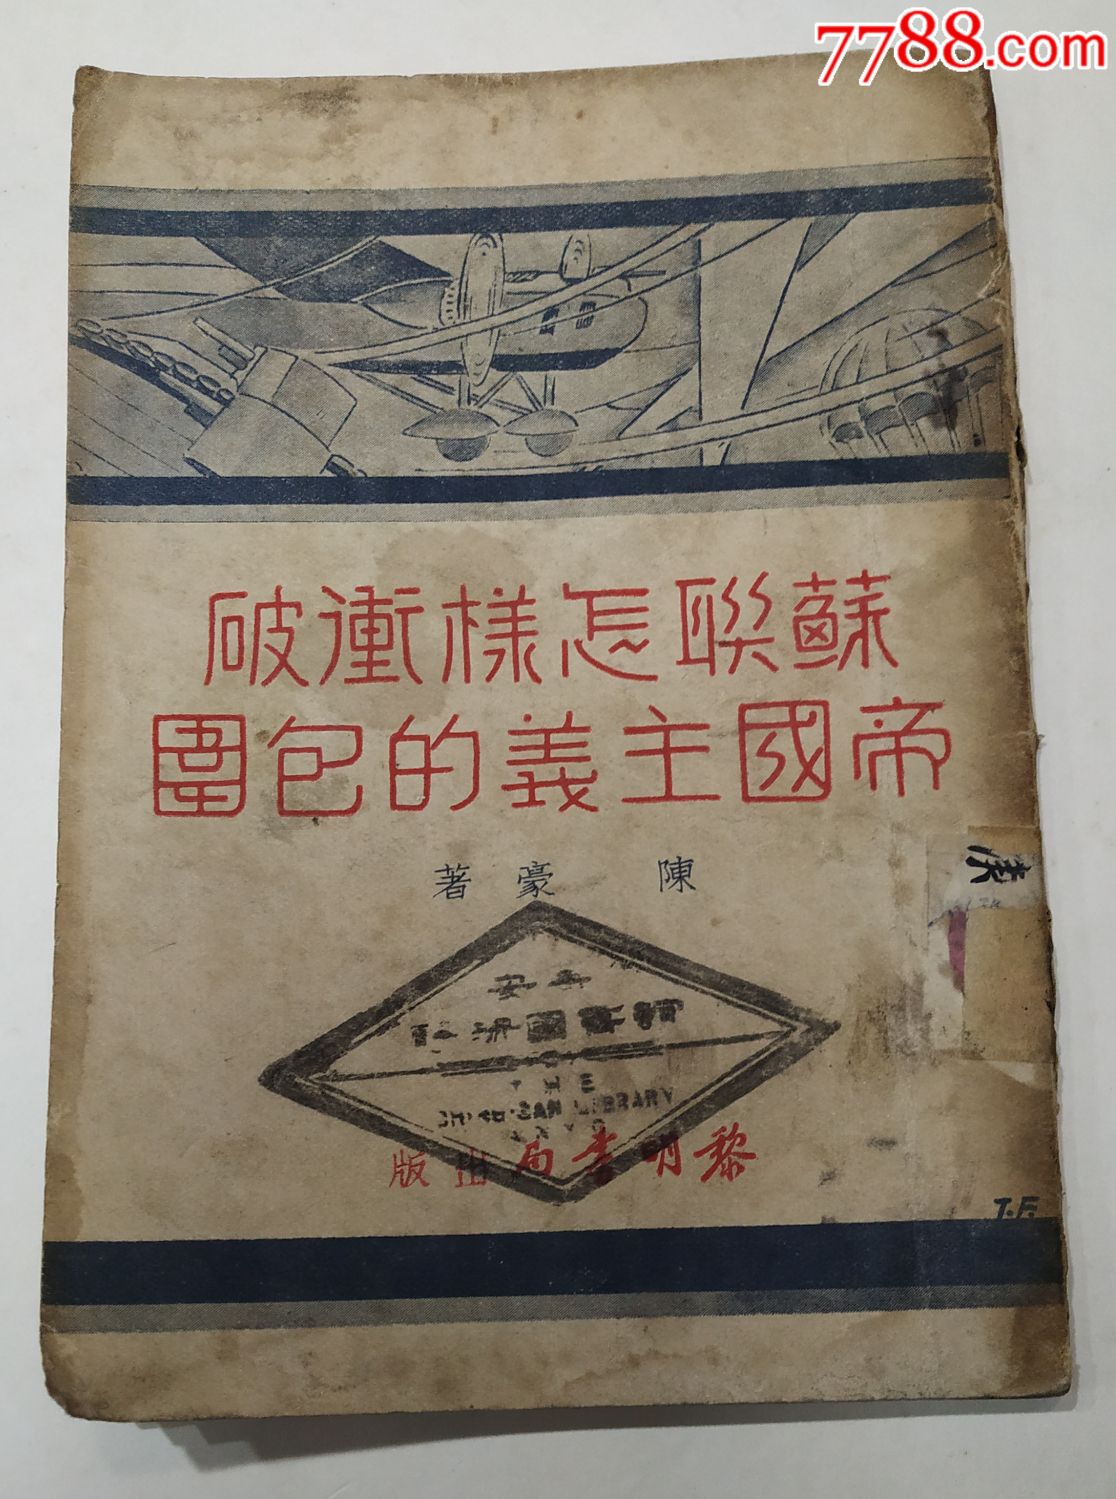 7788.com
蘇聯怎樣衝破
帝國主義的包圍
陳豪著
LIBRARY
黎明書局出版
T.F.